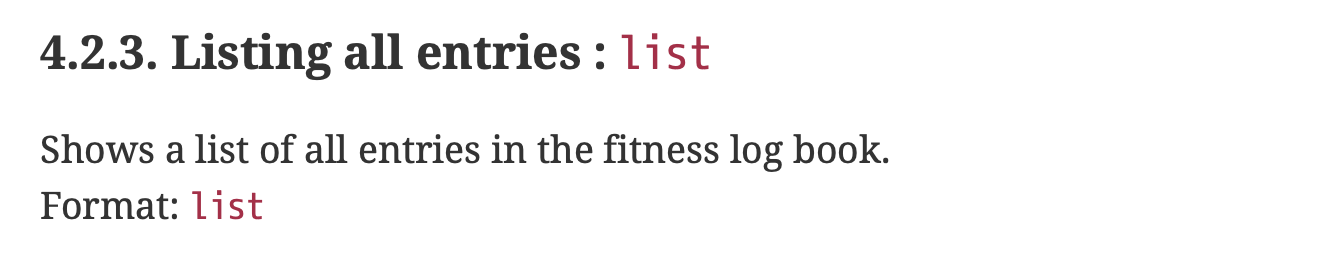 4.2.3. Listing all entries : list
Shows a list of all entries in the fitness log book.
Format: list